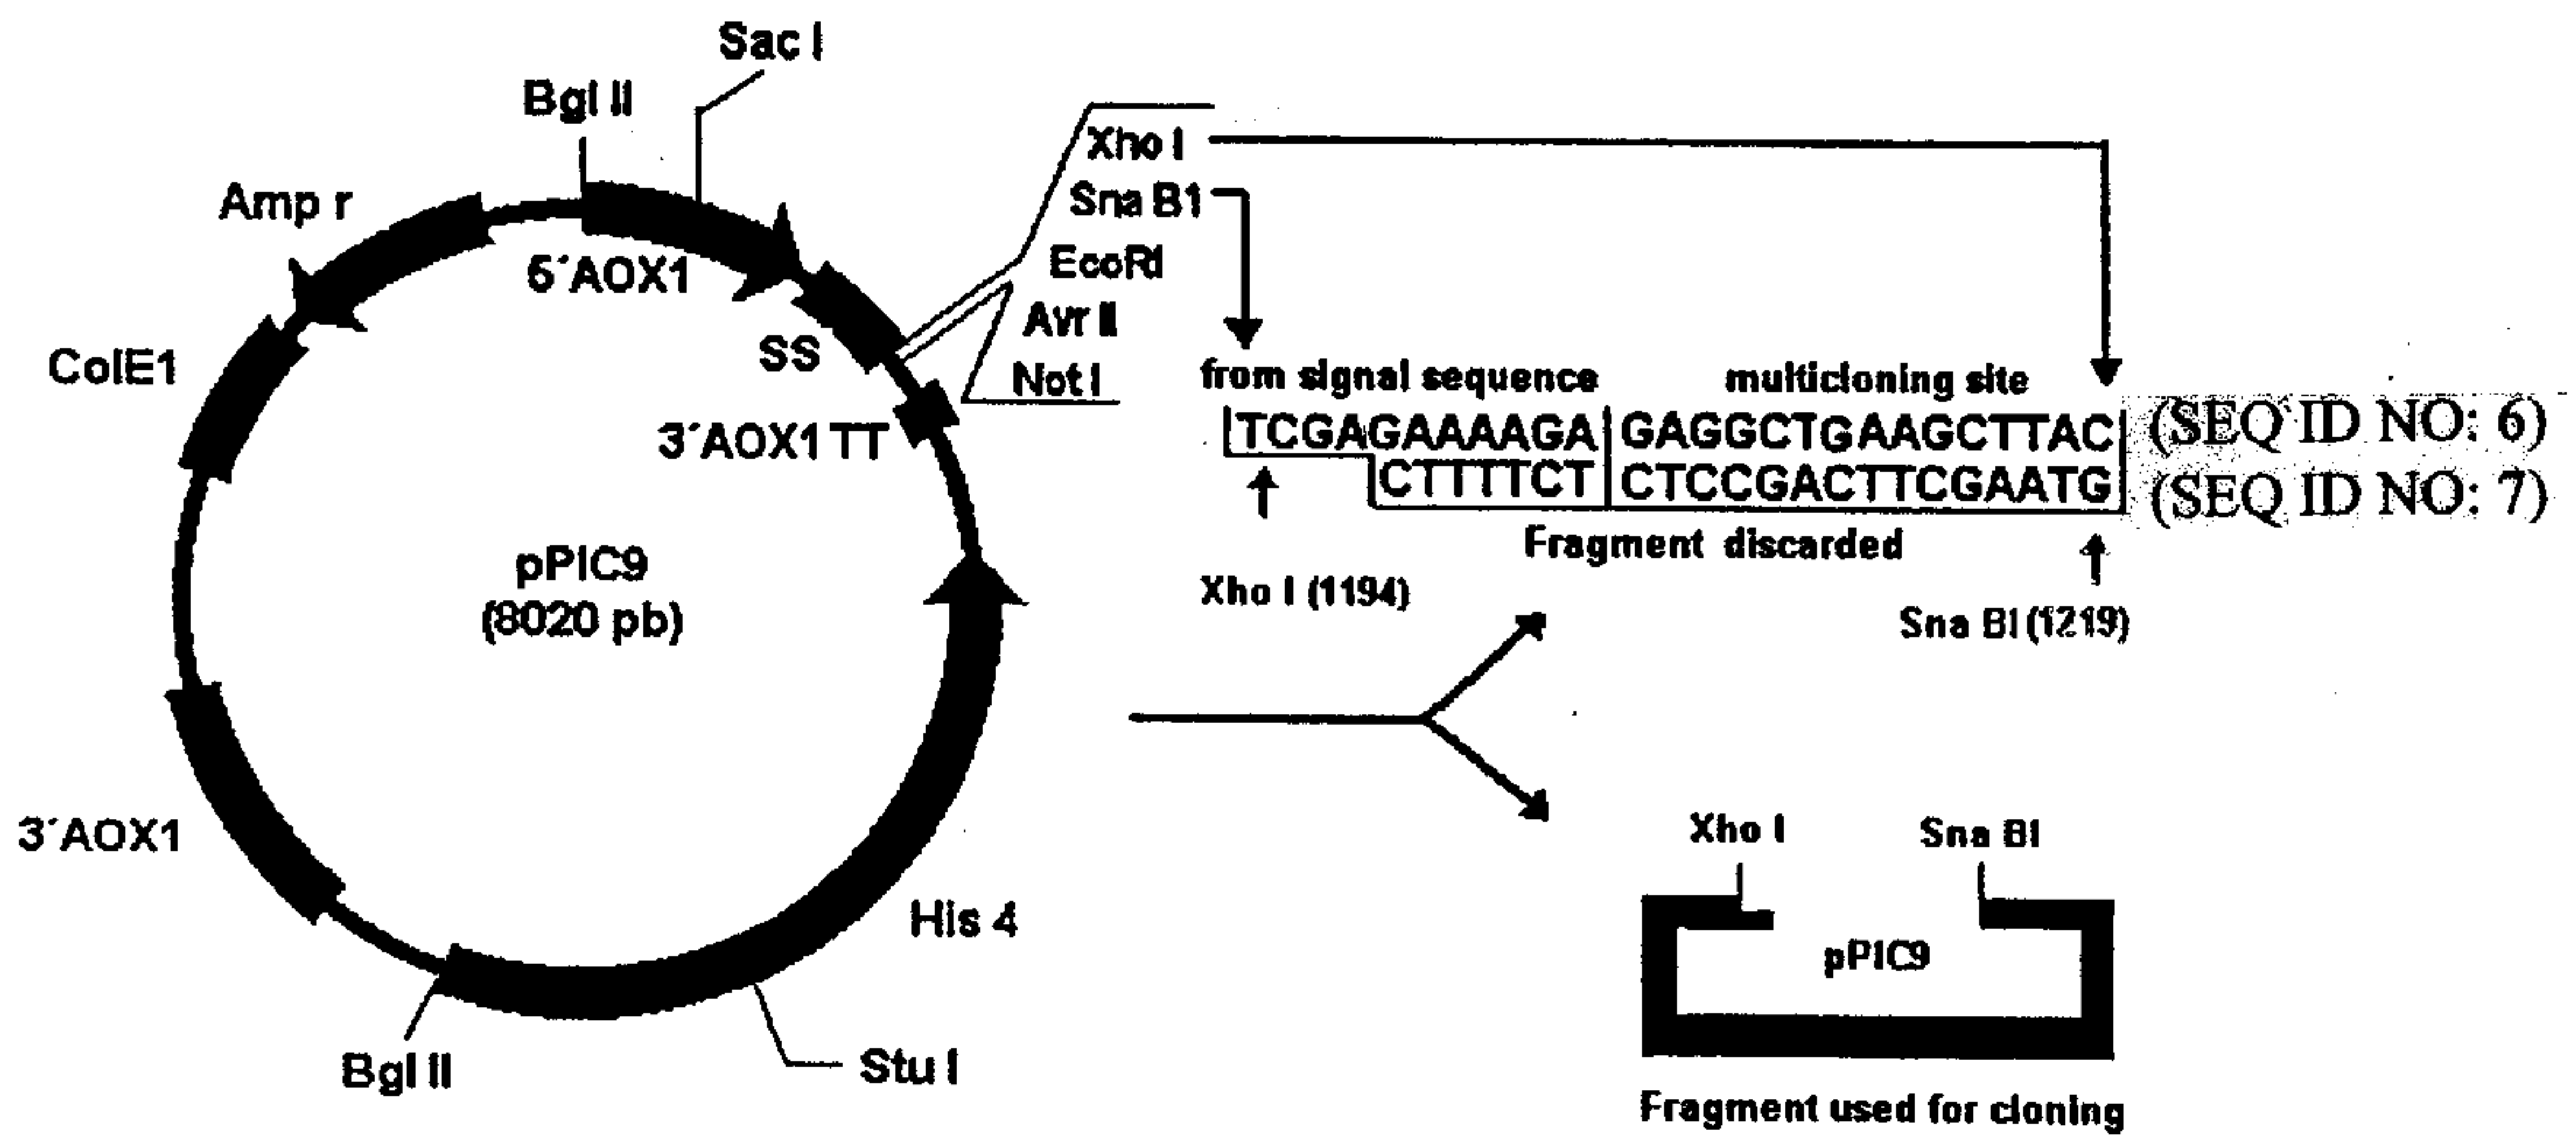 Sac I
Bgl II
Xho I
Sna B1
Amp r
EcoRI
5´AOX1
Avr II
SS
Not I
ColE1
from signal sequence
multicloning site
3´AOX1 TT
TCGAGAAAAGA GAGGCTGAAGCTTAC (SEQ ID NO: 6)
CTTTTCT CTCCGACTTCGAATG (SEQ ID NO: 7)
Fragment discarded
pPIC9
(8020 pb)
Xho I (1194)
Sna BI (1219)
3´AOX1
Xho I
Sna BI
His 4
pPIC9
Bgl II
Stu I
Fragment used for cloning